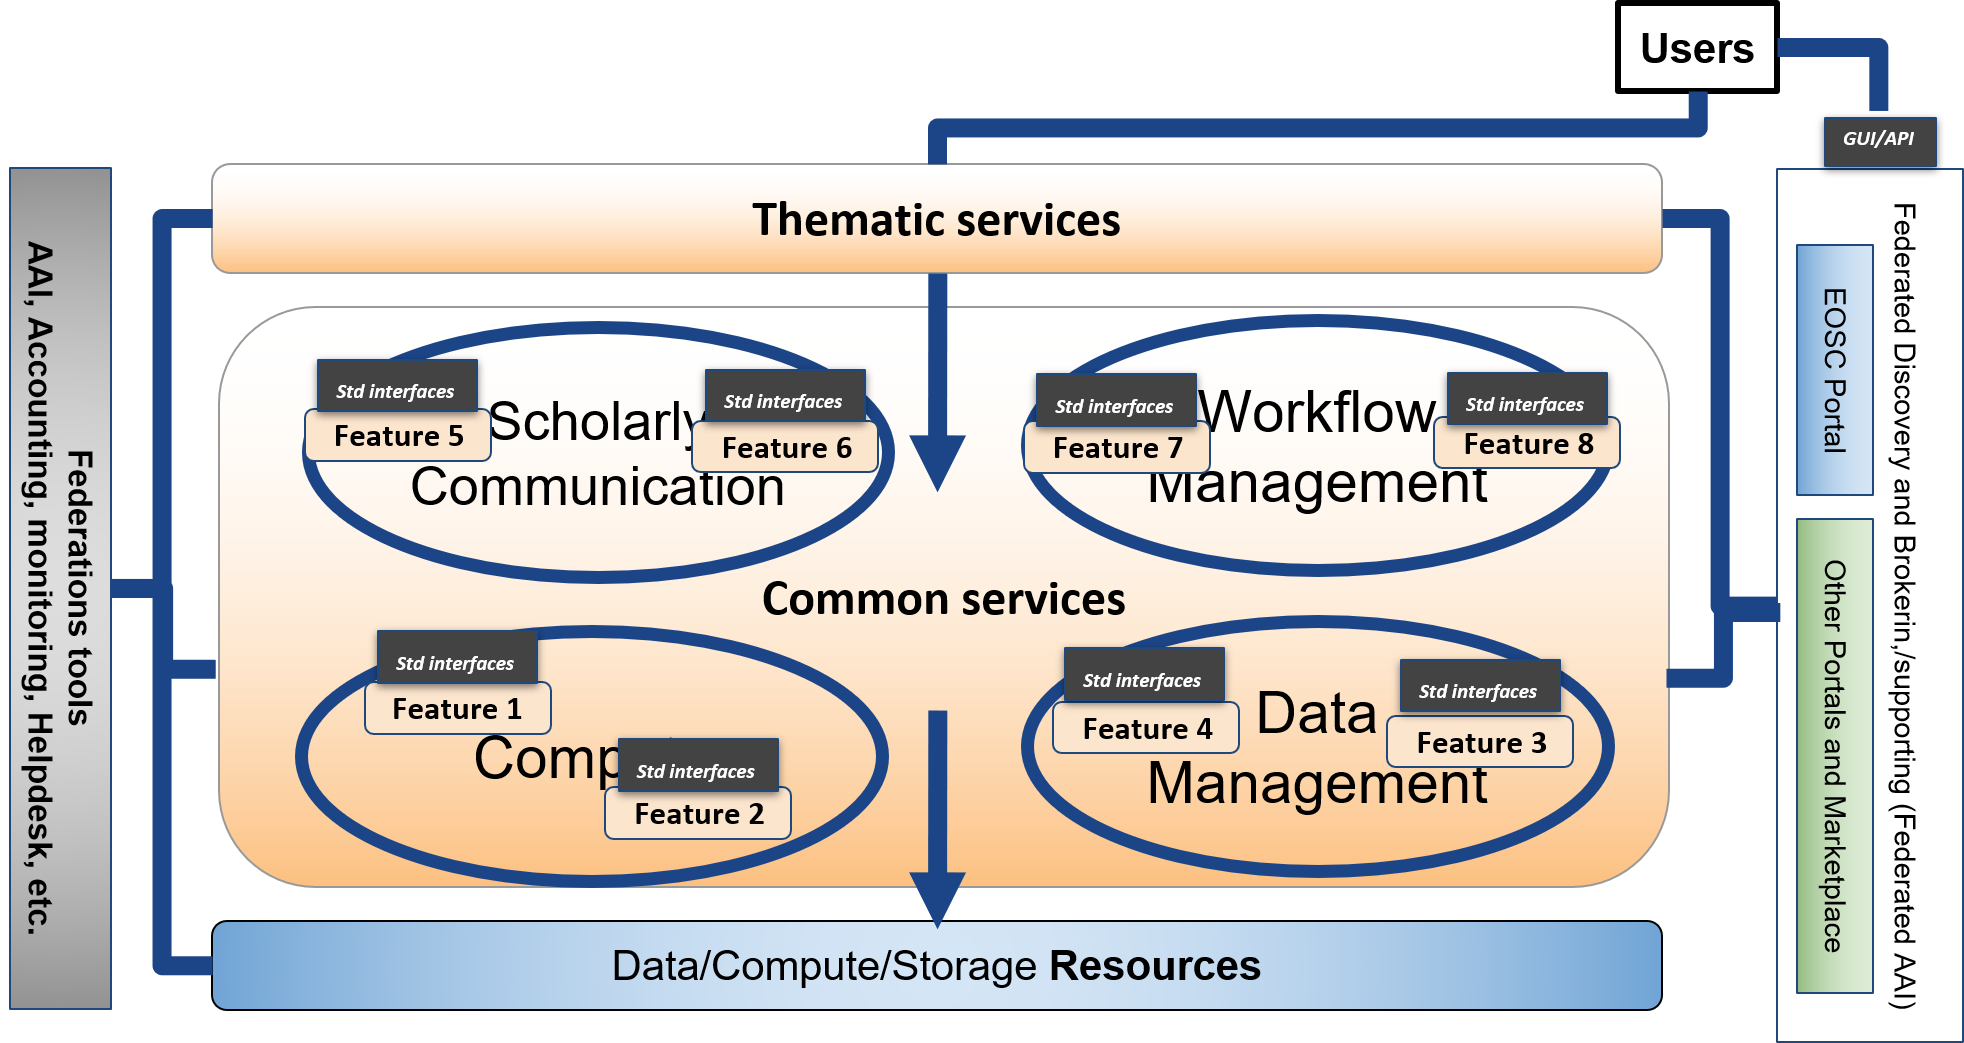 Users
GUI/API
Thematic services
Std interfaces
Feature 5
Scholarly
Communication
Std interfaces
Feature 6
Std interfaces
Feature 7
Workflow
Management
Std interfaces
Feature 8
Common services
Std interfaces
Feature 1
Comp
Std interfaces
Feature 2
Std interfaces
Feature 4
Data
Management
Std interfaces
Feature 3
Data/Compute/Storage Resources
Federations tools
AAI, Accounting, monitoring, Helpdesk, etc.
Federated Discovery and Brokerin,/supporting (Federated AAI)
EOSC Portal
Other Portals and Marketplace